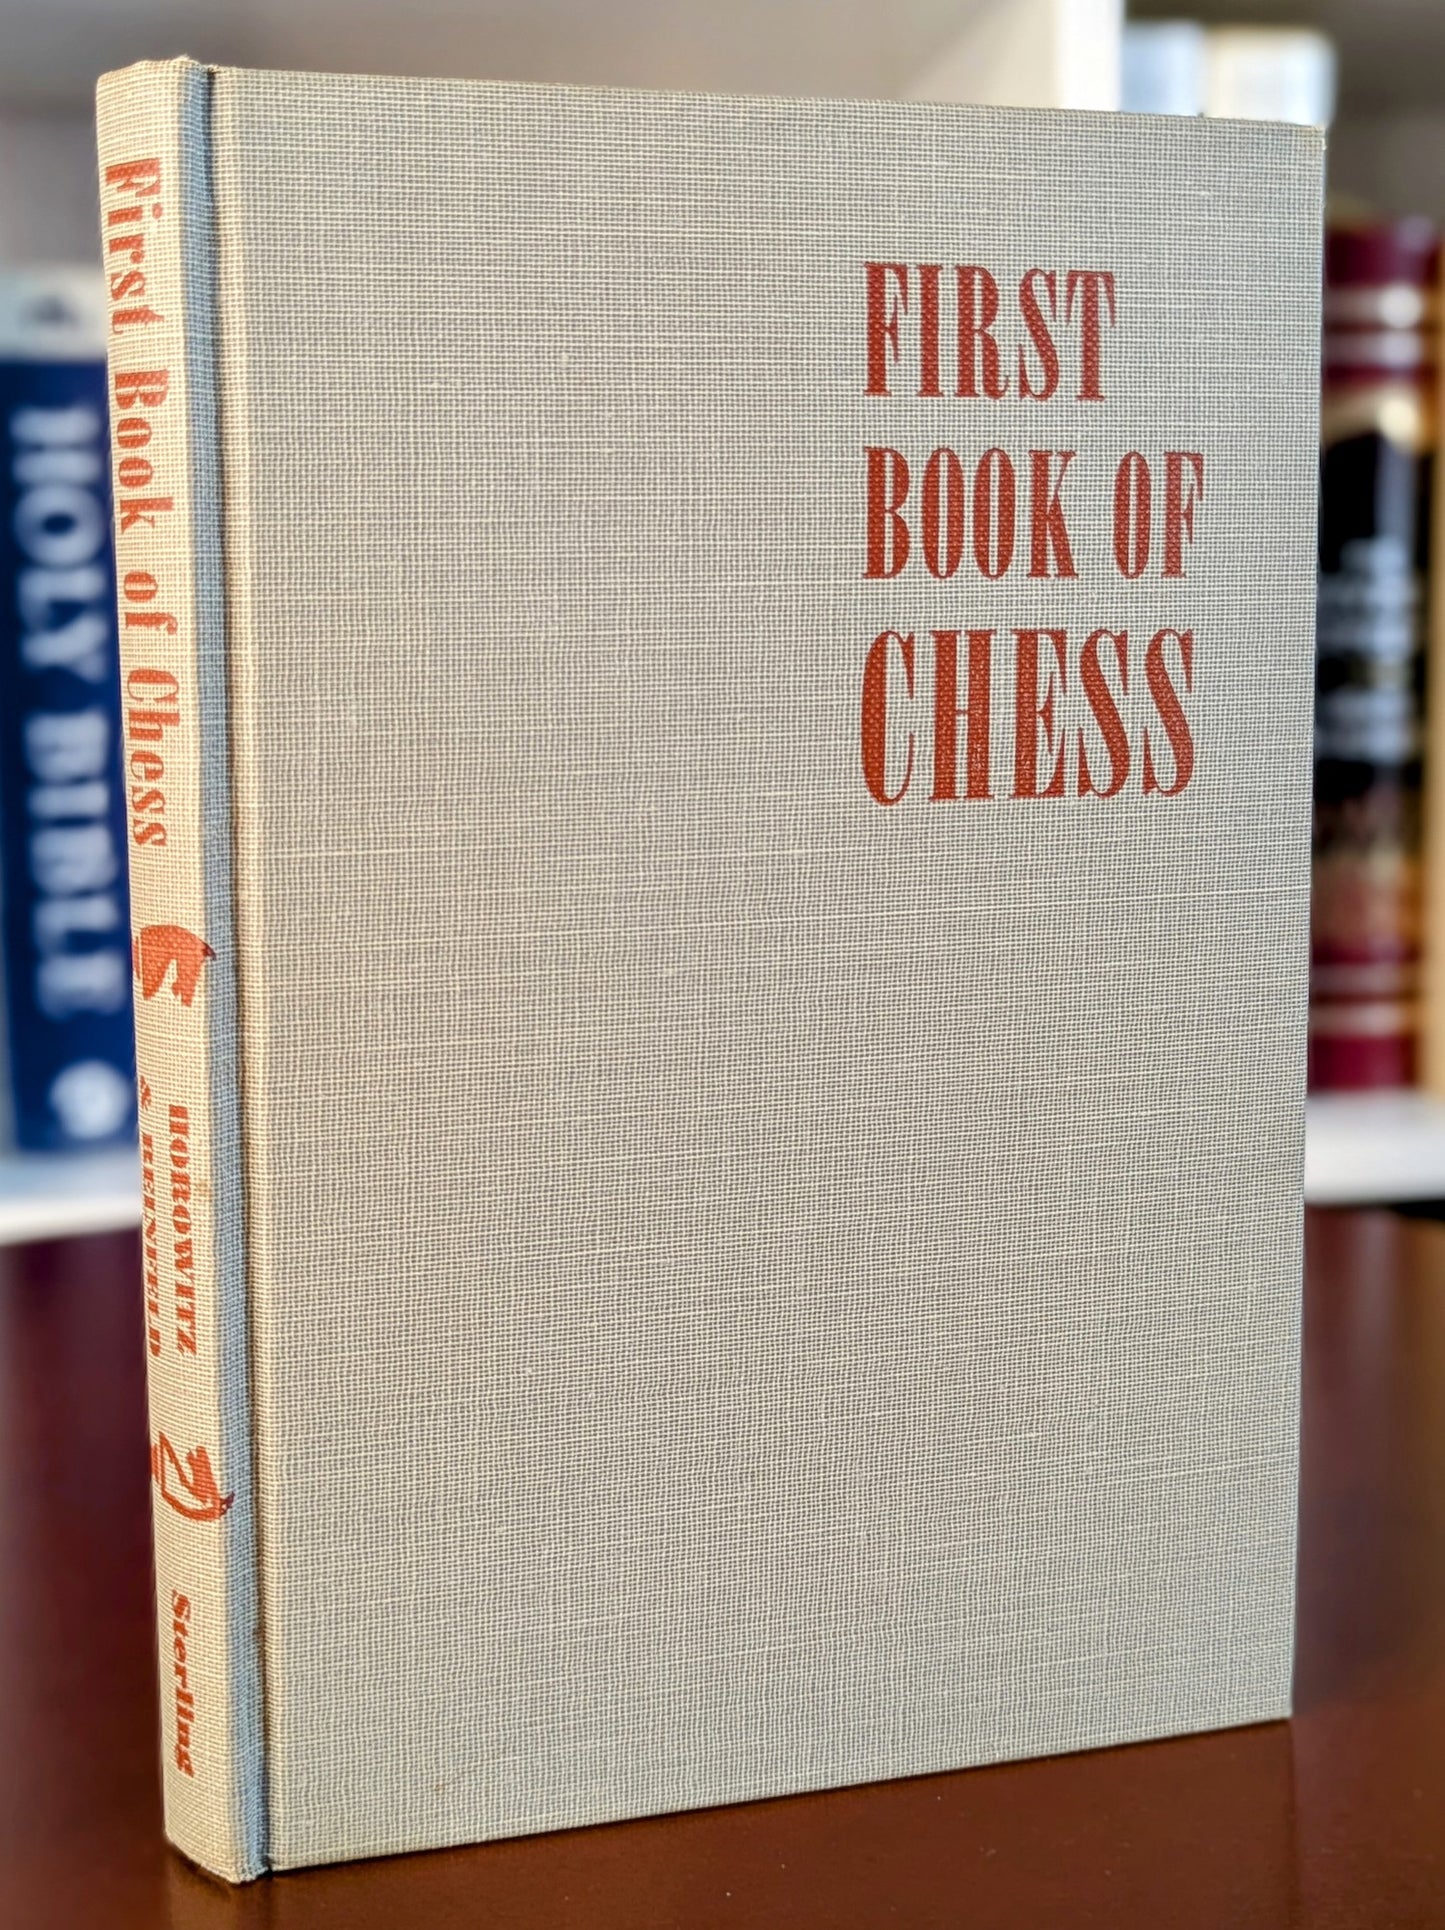 FIRST
BOOK OF
CHESS
First Book of Chess
HOROWITZ
& REINFELD
Sterling
HOLY BIBLE